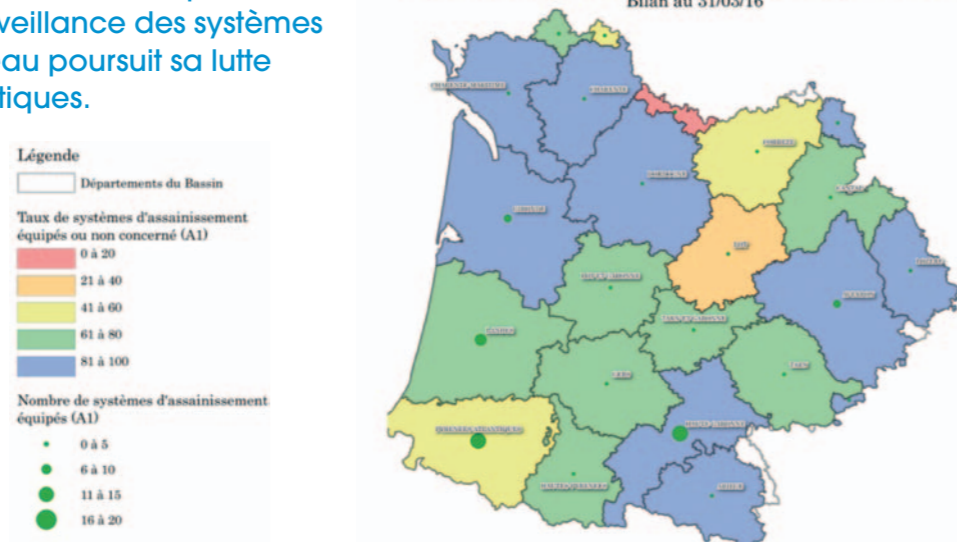 veillance des systèmes
eau poursuit sa lutte
tiques.
Bilan au 31/03/16
Légende
Départements du Bassin
Taux de systèmes d'assainissement
équipés ou non concerné (A1)
0 à 20
21 à 40
41 à 60
61 à 80
81 à 100
Nombre de systèmes d'assainissement
équipés (A1)
0 à 5
6 à 10
11 à 15
16 à 20
CHARENTE-MARITIME
CHARENTE
CORREZE
DORDOGNE
CANTAL
GIRONDE
LOT
LOZERE
LOT-ET-GARONNE
AVEYRON
TARN-ET-GARONNE
LANDES
TARN
GERS
PYRENEES-ATLANTIQUES
HAUTE-GARONNE
HAUTES-PYRENEES
ARIEGE